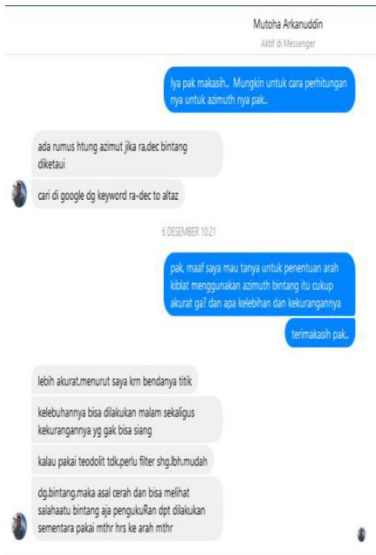 Mutoha Arkanuddin
Aktif di Messenger
Iya pak makasih.. Mungkin untuk cara perhitungan
nya untuk azimuth nya pak..
ada rumus htung azimut jika ra,dec bintang
diketaui
cari di google dg keyword ra-dec to altaz
6 DESEMBER 10:21
pak, maaf saya mau tanya untuk penentuan arah
kiblat menggunakan azimuth bintang itu cukup
akurat ga? dan apa kelebihan dan kekurangannya
terimakasih pak..
lebih akurat.menurut saya krn bendanya titik
kelebuhannya bisa dilakukan malam sekaligus
kekurangannya yg gak bisa siang
kalau pakai teodolit tdk.perlu filter shg.lbh.mudah
dg.bintang.maka asal cerah dan bisa melihat
salahaatu bintang aja pengukuRan dpt dilakukan
sementara pakai mthr hrs ke arah mthr